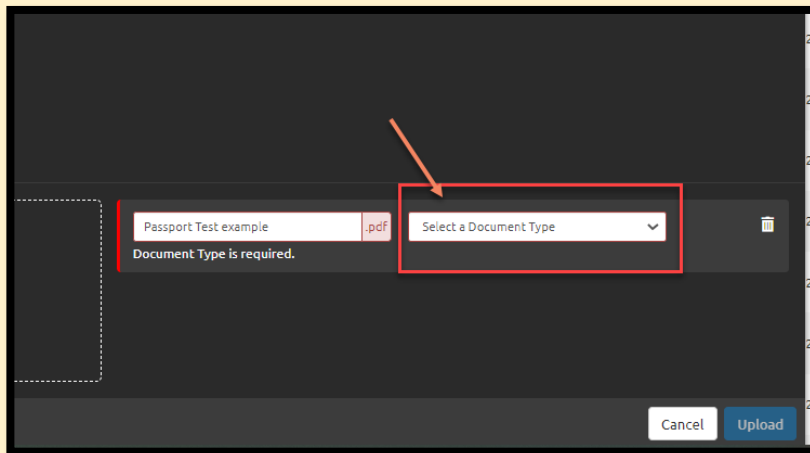 Passport Test example .pdf Select a Document Type
Document Type is required.
Cancel Upload